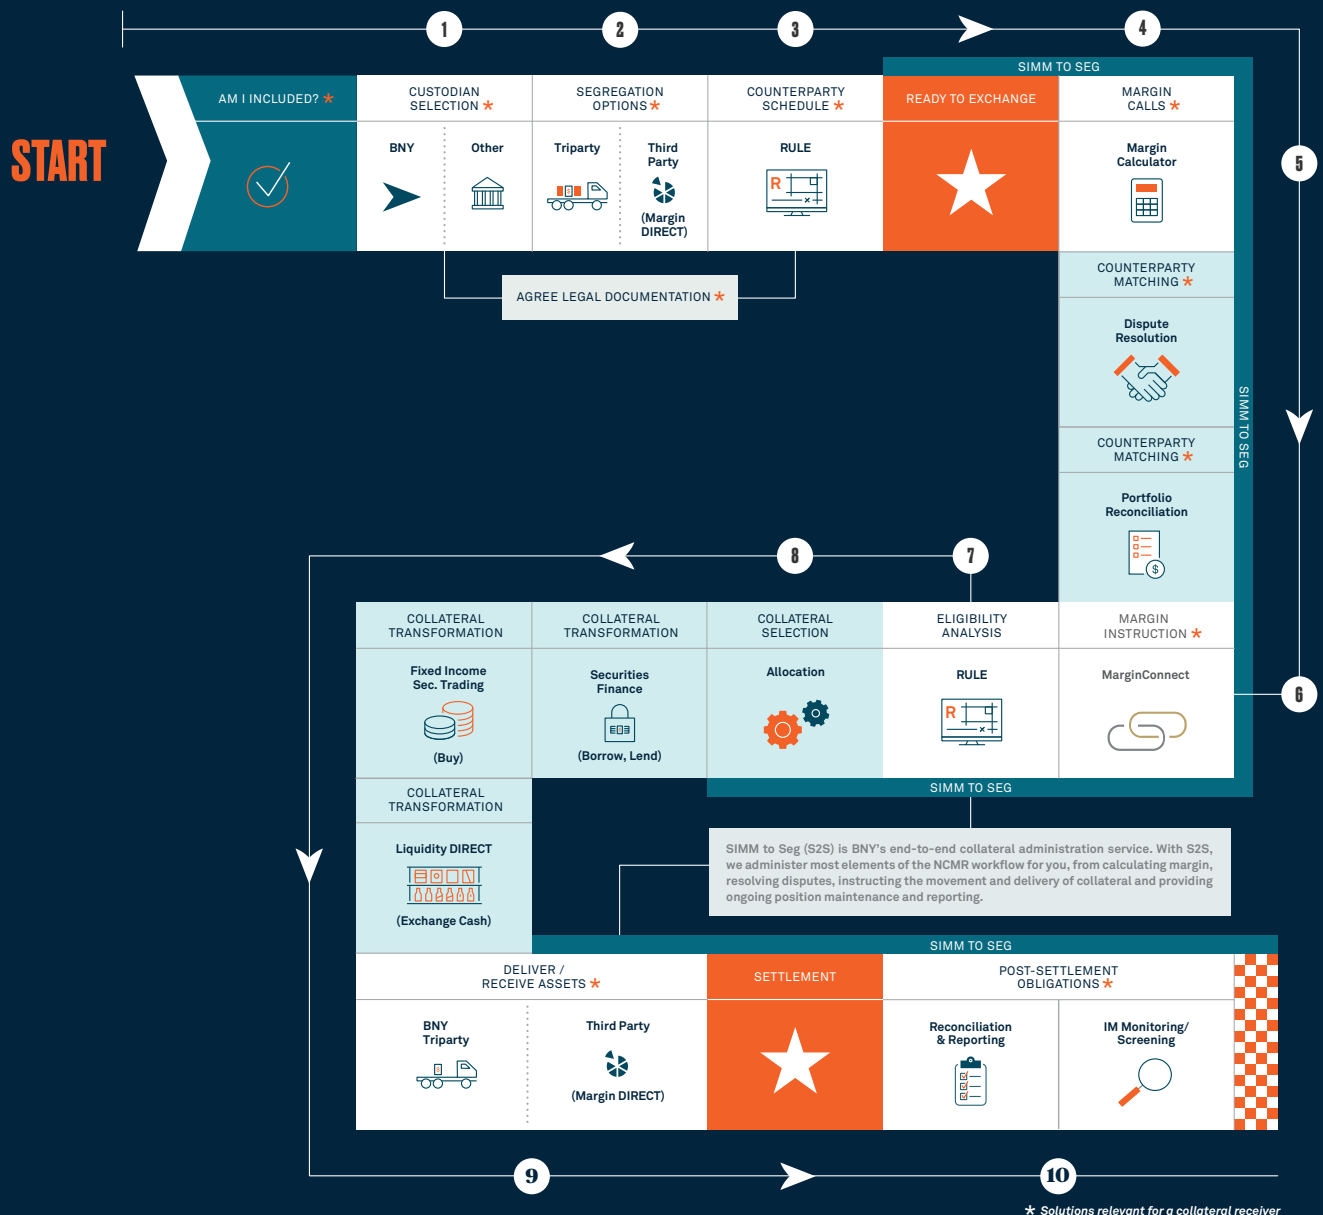 1
2
3
4
SIMM TO SEG
START
AM I INCLUDED? *
CUSTODIAN
SELECTION *
SEGREGATION
OPTIONS *
COUNTERPARTY
SCHEDULE *
READY TO EXCHANGE
MARGIN
CALLS *
BNY
Other
Triparty
Third
Party
(Margin
DIRECT)
RULE
R
Margin
Calculator
5
AGREE LEGAL DOCUMENTATION *
COUNTERPARTY
MATCHING *
Dispute
Resolution
SIMM TO SEG
COUNTERPARTY
MATCHING *
Portfolio
Reconciliation
$
8
7
6
COLLATERAL
TRANSFORMATION
COLLATERAL
TRANSFORMATION
COLLATERAL
SELECTION
ELIGIBILITY
ANALYSIS
MARGIN
INSTRUCTION *
Fixed Income
Sec. Trading
(Buy)
Securities
Finance
(Borrow, Lend)
Allocation
RULE
R
MarginConnect
SIMM TO SEG
COLLATERAL
TRANSFORMATION
Liquidity DIRECT
(Exchange Cash)
SIMM to Seg (S2S) is BNY's end-to-end collateral administration service. With S2S,
we administer most elements of the NCMR workflow for you, from calculating margin,
resolving disputes, instructing the movement and delivery of collateral and providing
ongoing position maintenance and reporting.
SIMM TO SEG
DELIVER /
RECEIVE ASSETS *
SETTLEMENT
POST-SETTLEMENT
OBLIGATIONS *
BNY
Triparty
Third Party
(Margin DIRECT)
Reconciliation
& Reporting
IM Monitoring/
Screening
9
10
* Solutions relevant for a collateral receiver